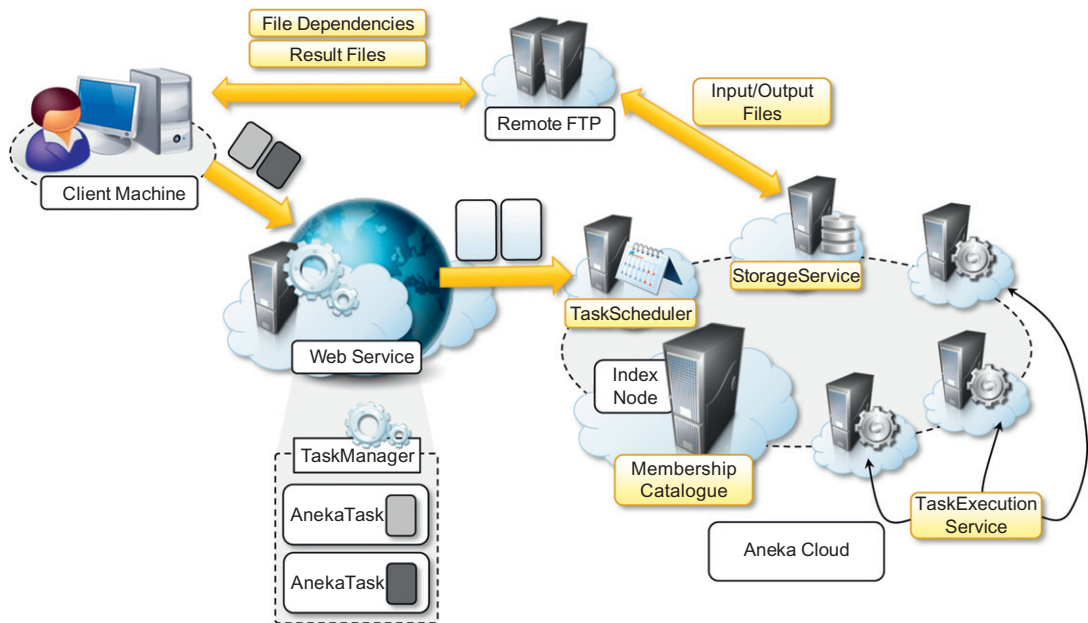 File Dependencies
Result Files
Remote FTP
Input/Output
Files
Client Machine
StorageService
TaskScheduler
Web Service
Index
Node
TaskManager
Membership
Catalogue
AnekaTask
AnekaTask
TaskExecution
Service
Aneka Cloud